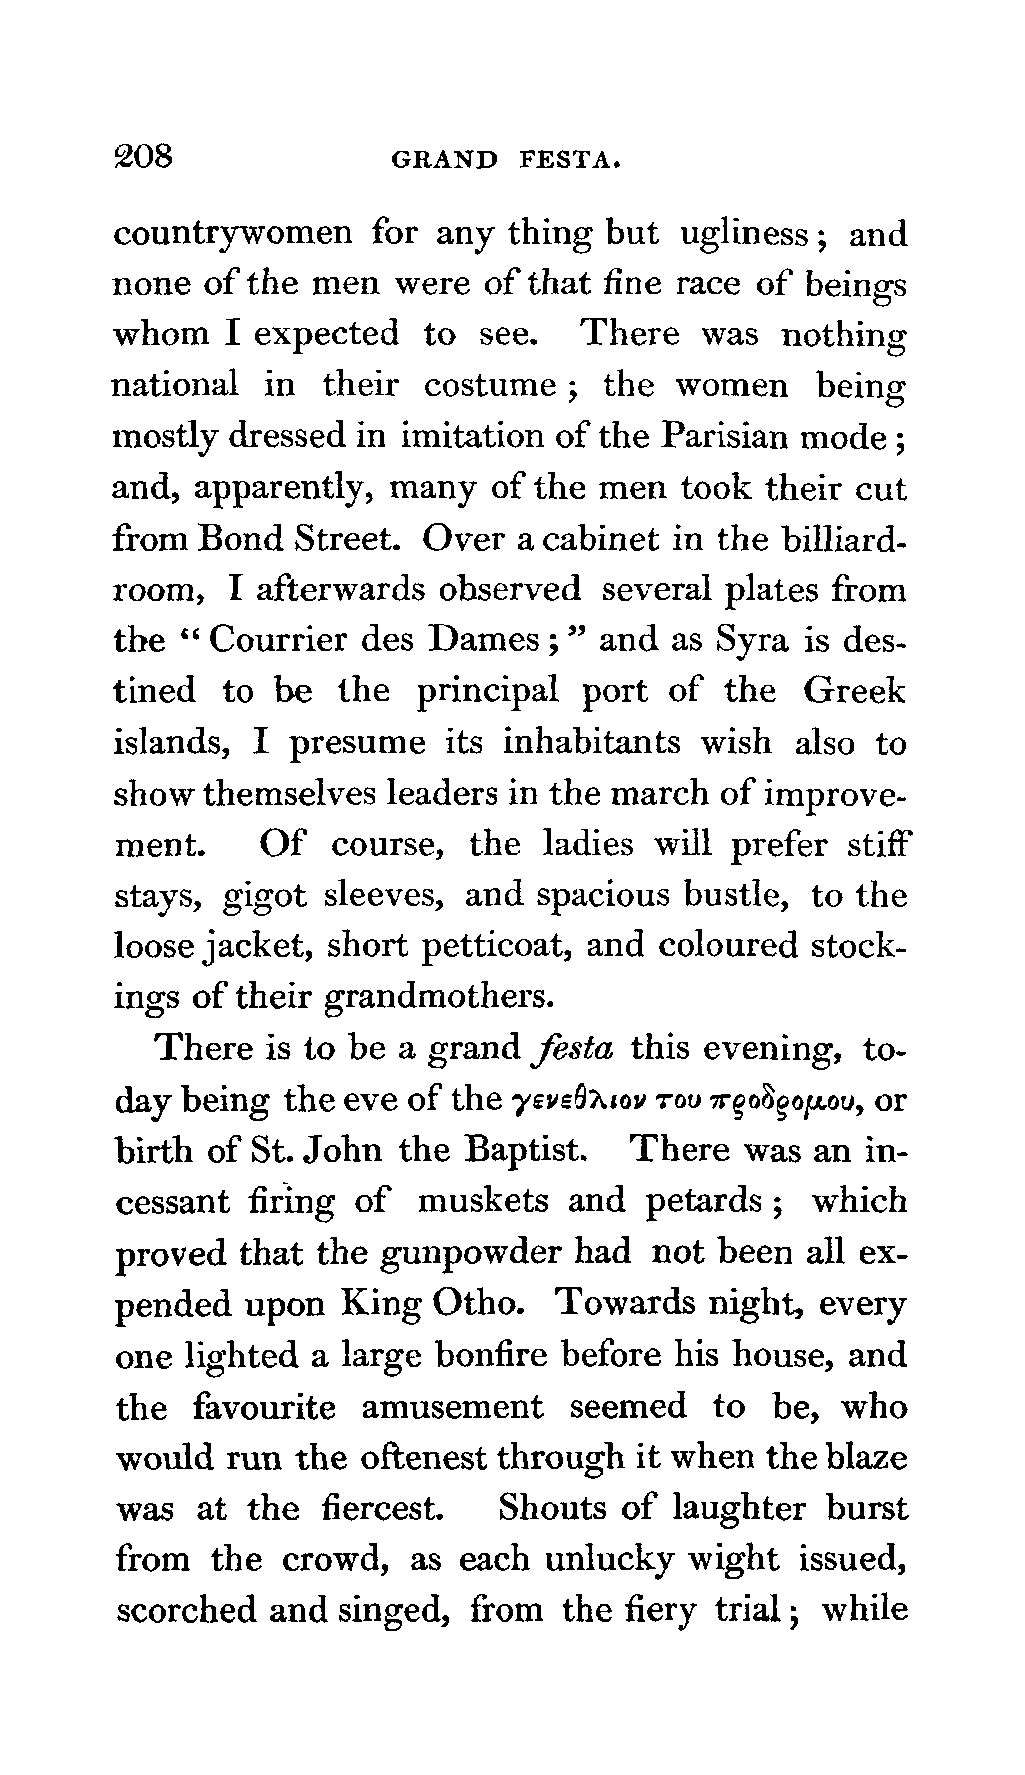 208 GRAND FESTA.
countrywomen for any thing but ugliness; and
none of the men were of that fine race of beings
whom I expected to see. There was nothing
national in their costume; the women being
mostly dressed in imitation of the Parisian mode;
and, apparently, many of the men took their cut
from Bond Street. Over a cabinet in the billiard-
room, I afterwards observed several plates from
the “Courrier des Dames;” and as Syra is des-
tined to be the principal port of the Greek
islands, I presume its inhabitants wish also to
show themselves leaders in the march of improve-
ment. Of course, the ladies will prefer stiff
stays, gigot sleeves, and spacious bustle, to the
loose jacket, short petticoat, and coloured stock-
ings of their grandmothers.
There is to be a grand festa this evening, to-
day being the eve of the γενεθλιον του προδρομου, or
birth of St. John the Baptist. There was an in-
cessant firing of muskets and petards; which
proved that the gunpowder had not been all ex-
pended upon King Otho. Towards night, every
one lighted a large bonfire before his house, and
the favourite amusement seemed to be, who
would run the oftenest through it when the blaze
was at the fiercest. Shouts of laughter burst
from the crowd, as each unlucky wight issued,
scorched and singed, from the fiery trial; while